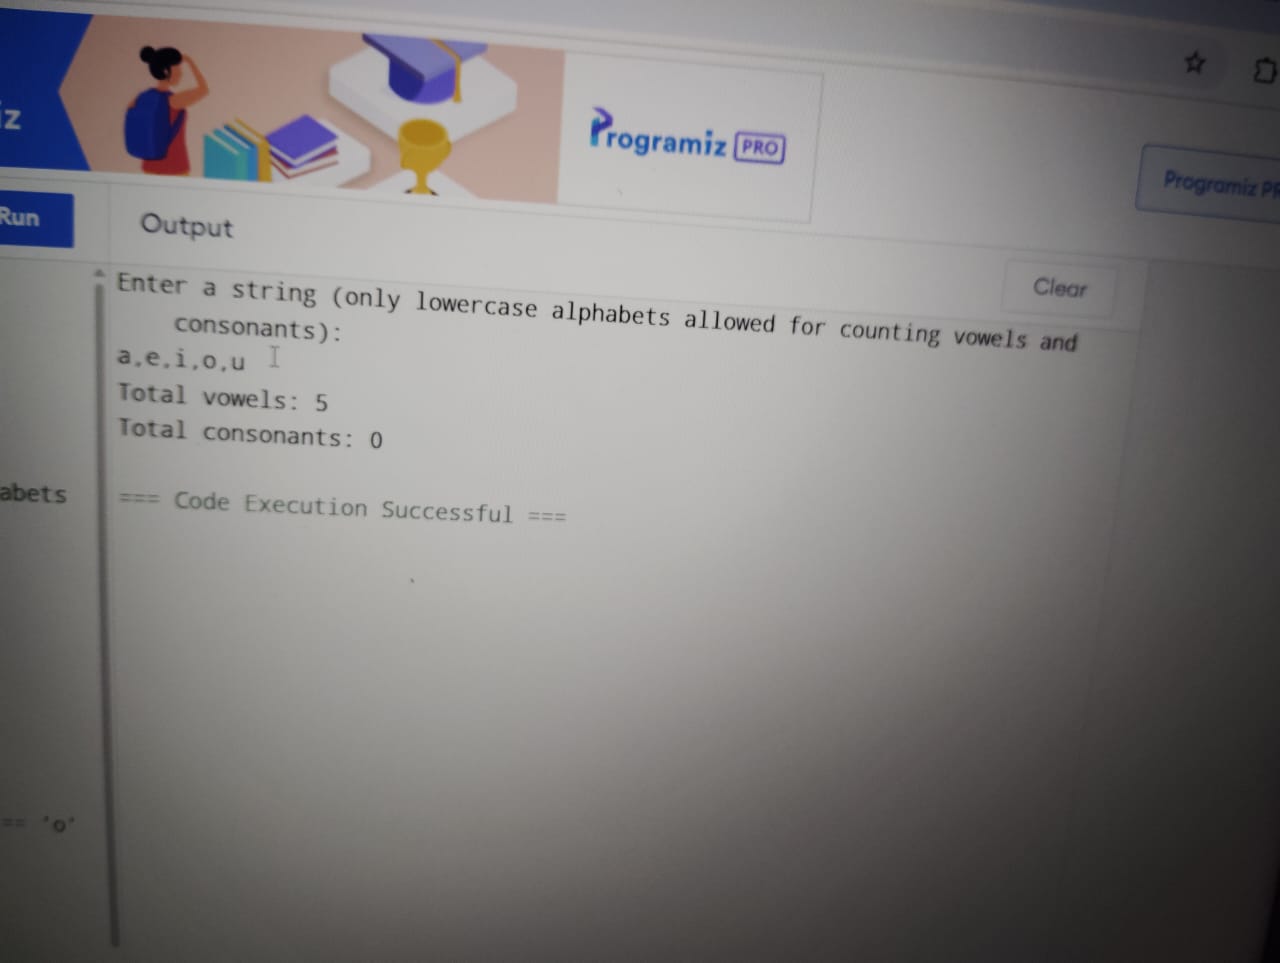 iz
Programiz PRO
Programiz PR
Run
Output
Clear
Enter a string (only lowercase alphabets allowed for counting vowels and
consonants):
a,e,i,o,u
Total vowels: 5
Total consonants: 0
abets
=== Code Execution Successful ===
== 'o'